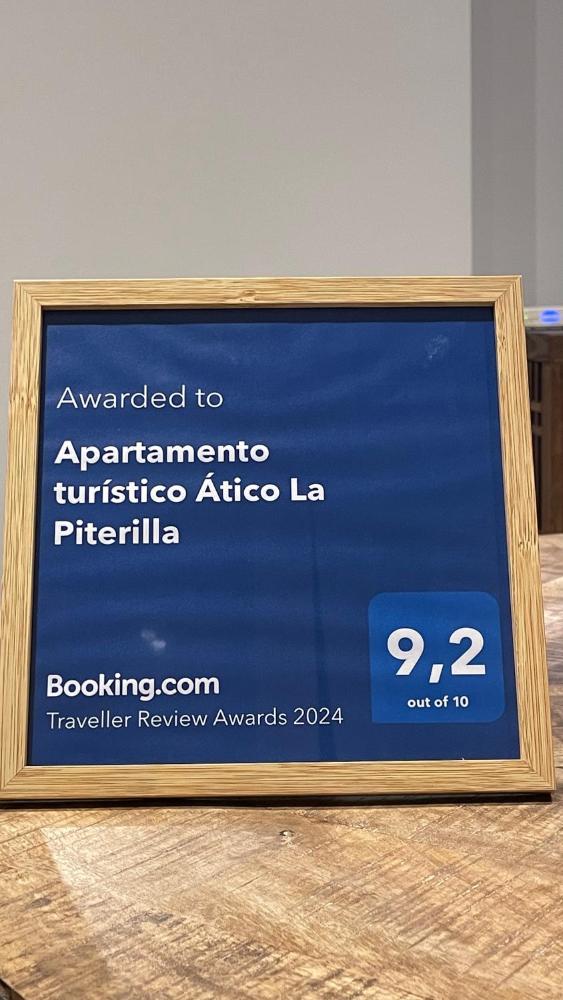 Awarded to
Apartamento
turístico Ático La
Piterilla
9,2
out of 10
Booking.com
Traveller Review Awards 2024